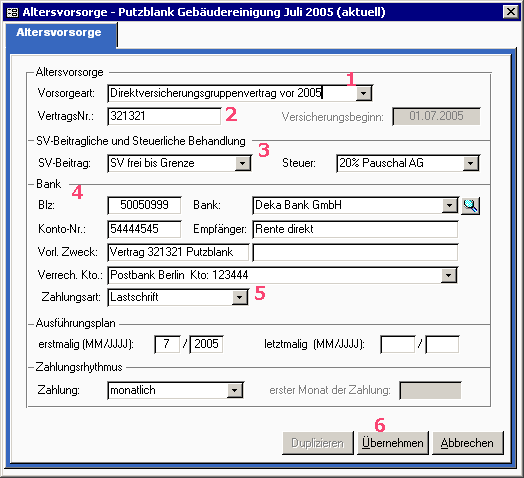 Altersvorsorge - Putzblank Gebäudereinigung Juli 2005 (aktuell)
Altersvorsorge
Altersvorsorge
1
Vorsorgeart: Direktversicherungsgruppenvertrag vor 2005
VertragsNr.: 321321 2 Versicherungsbeginn: 01.07.2005
SV-Beitragliche und Steuerliche Behandlung
3
SV-Beitrag: SV frei bis Grenze Steuer: 20% Pauschal AG
Bank
4
Blz: 50050999 Bank: Deka Bank GmbH
Konto-Nr.: 54444545 Empfänger: Rente direkt
Vorl. Zweck: Vertrag 321321 Putzblank
Verrech. Kto.: Postbank Berlin Kto: 123444
Zahlungsart: Lastschrift 5
Ausführungsplan
erstmalig (MM/JJJJ): 7 / 2005 letztmalig (MM/JJJJ): /
Zahlungsrhythmus
Zahlung: monatlich erster Monat der Zahlung:
6
Duplizieren Übernehmen Abbrechen